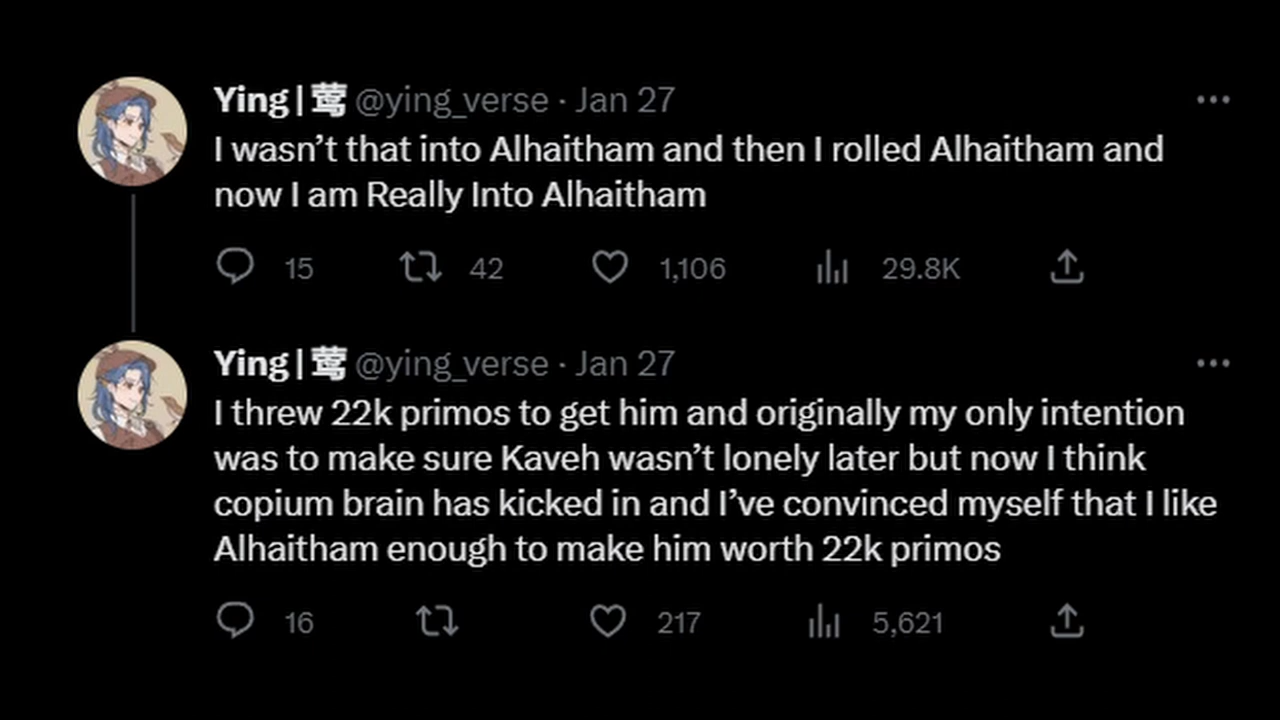 Ying | 莺 @ying_verse · Jan 27
I wasn’t that into Alhaitham and then I rolled Alhaitham and
now I am Really Into Alhaitham
15 42 1,106 29.8K
Ying | 莺 @ying_verse · Jan 27
I threw 22k primos to get him and originally my only intention
was to make sure Kaveh wasn’t lonely later but now I think
copium brain has kicked in and I’ve convinced myself that I like
Alhaitham enough to make him worth 22k primos
16 217 5,621